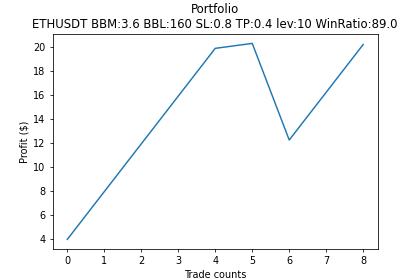 Portfolio
ETHUSDT BBM:3.6 BBL:160 SL:0.8 TP:0.4 lev:10 WinRatio:89.0
20
18
16
14
12
10
8
6
4
Profit ($)
0 1 2 3 4 5 6 7 8
Trade counts